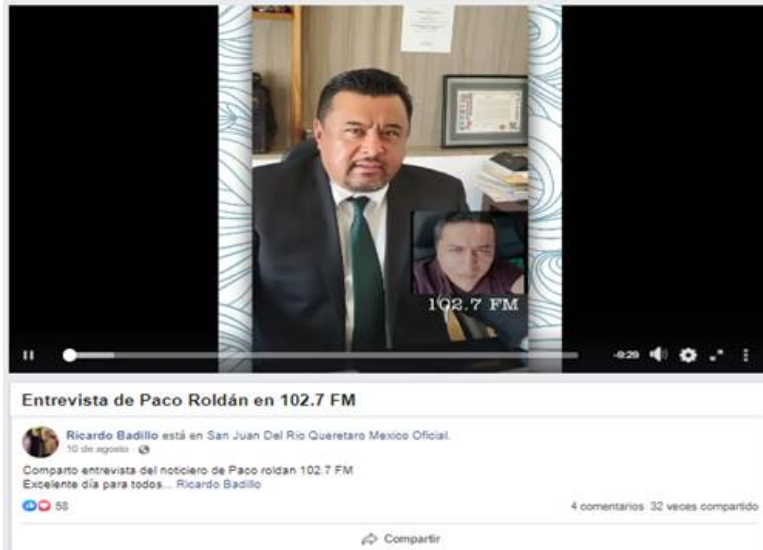 102.7 FM
-9:29
Entrevista de Paco Roldán en 102.7 FM
Ricardo Badillo está en San Juan Del Rio Queretaro Mexico Oficial.
10 de agosto ·
Comparto entrevista del noticiero de Paco roldan 102.7 FM
Excelente día para todos... Ricardo Badillo
58
4 comentarios 32 veces compartido
Compartir